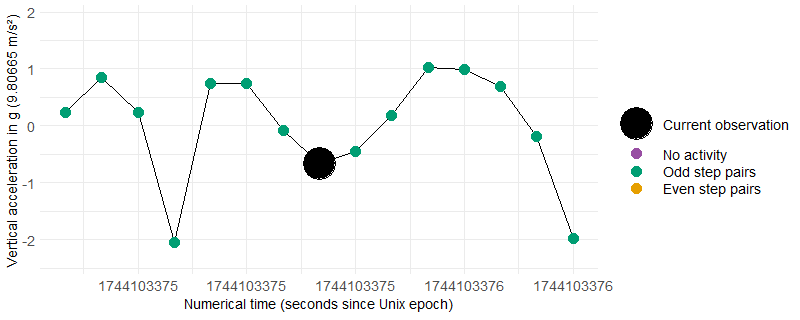 Vertical acceleration in g (9.80665 m/s²)
2
1
0
-1
-2
1744103375
1744103375
1744103375
1744103376
1744103376
Numerical time (seconds since Unix epoch)
Current observation
No activity
Odd step pairs
Even step pairs